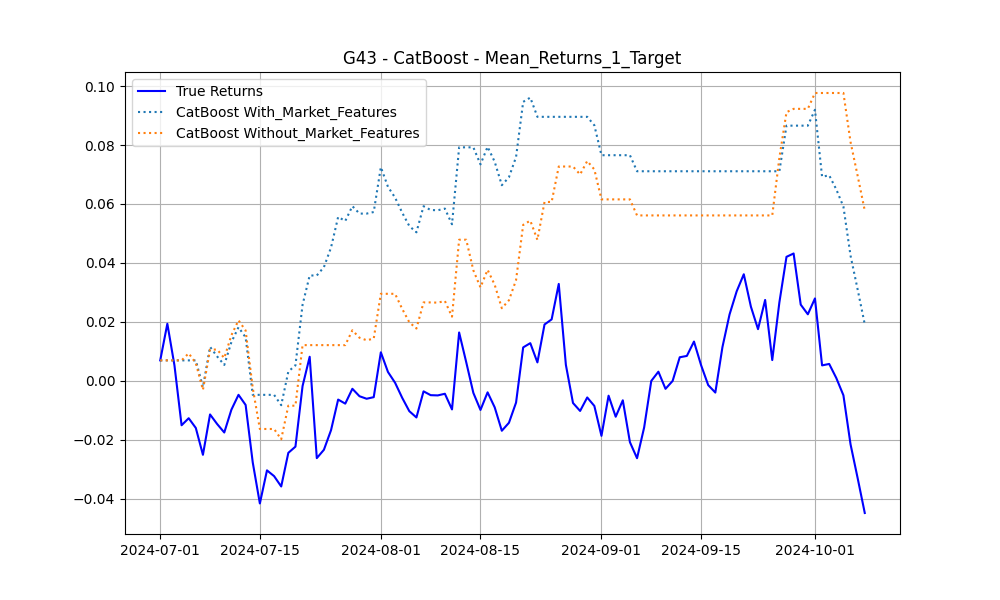 G43 - CatBoost - Mean_Returns_1_Target
True Returns
CatBoost With_Market_Features
CatBoost Without_Market_Features
0.10
0.08
0.06
0.04
0.02
0.00
−0.02
−0.04
2024-07-01 2024-07-15 2024-08-01 2024-08-15 2024-09-01 2024-09-15 2024-10-01